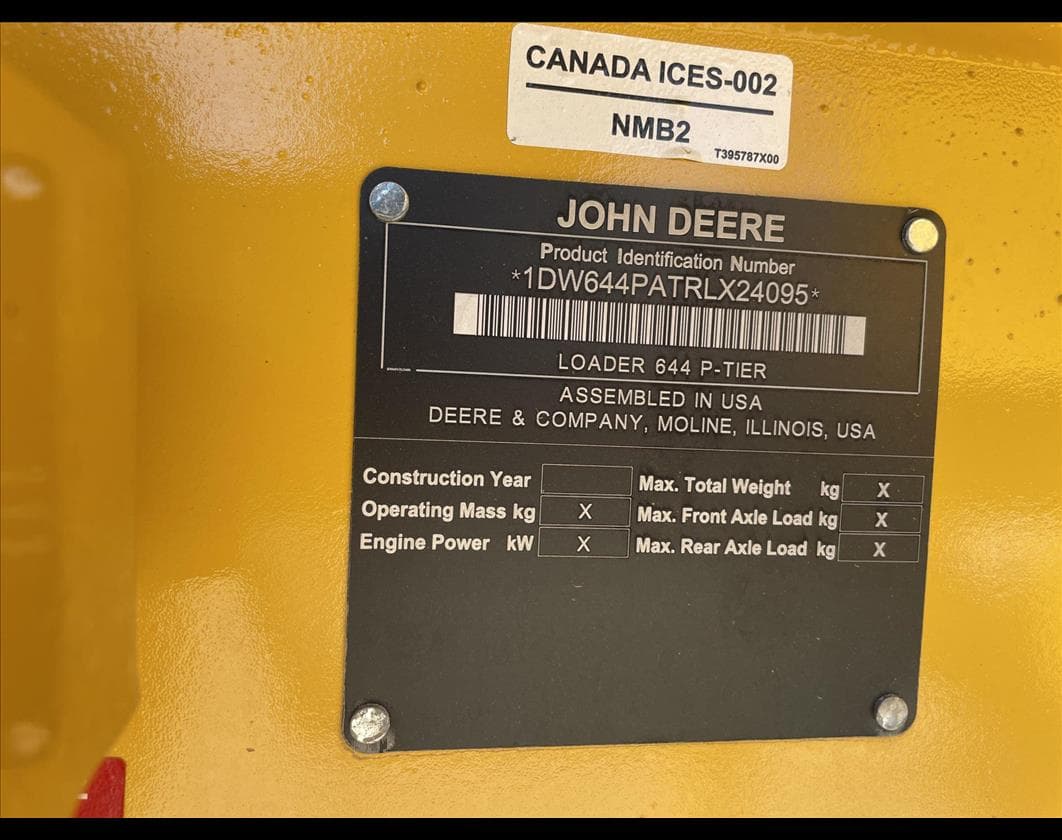 CANADA ICES-002
NMB2
T395787X00
JOHN DEERE
Product Identification Number
*1DW644PATRLX24095*
LOADER 644 P-TIER
ASSEMBLED IN USA
DEERE & COMPANY, MOLINE, ILLINOIS, USA
Construction Year
Max. Total Weight kg X
Operating Mass kg X
Max. Front Axle Load kg X
Engine Power kW X
Max. Rear Axle Load kg X